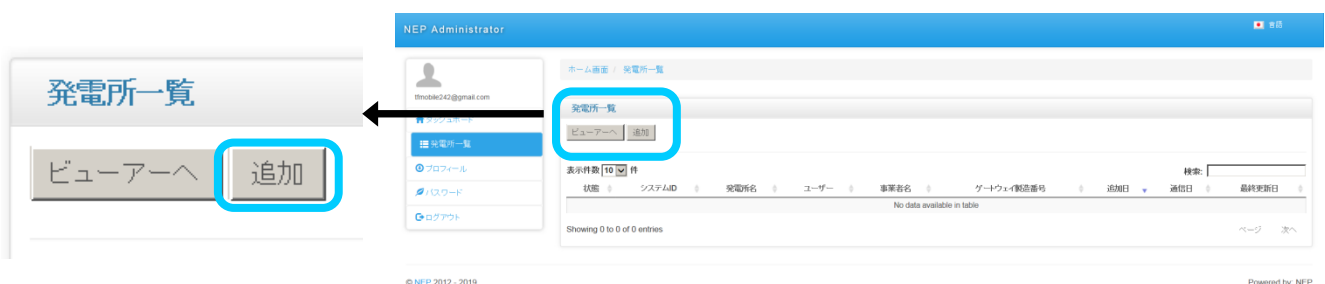 発電所一覧
ビューアーへ 追加
NEP Administrator
言語
tfmobile242@gmail.com
ダッシュボード
発電所一覧
プロフィール
パスワード
ログアウト
ホーム画面 / 発電所一覧
発電所一覧
ビューアーへ 追加
表示件数 10 件
検索:
状態 システムID 発電所名 ユーザー 事業者名 ゲートウェイ製造番号 追加日 通信日 最終更新日
No data available in table
Showing 0 to 0 of 0 entries
ページ 次へ
© NEP 2012 - 2019
Powered by: NEP